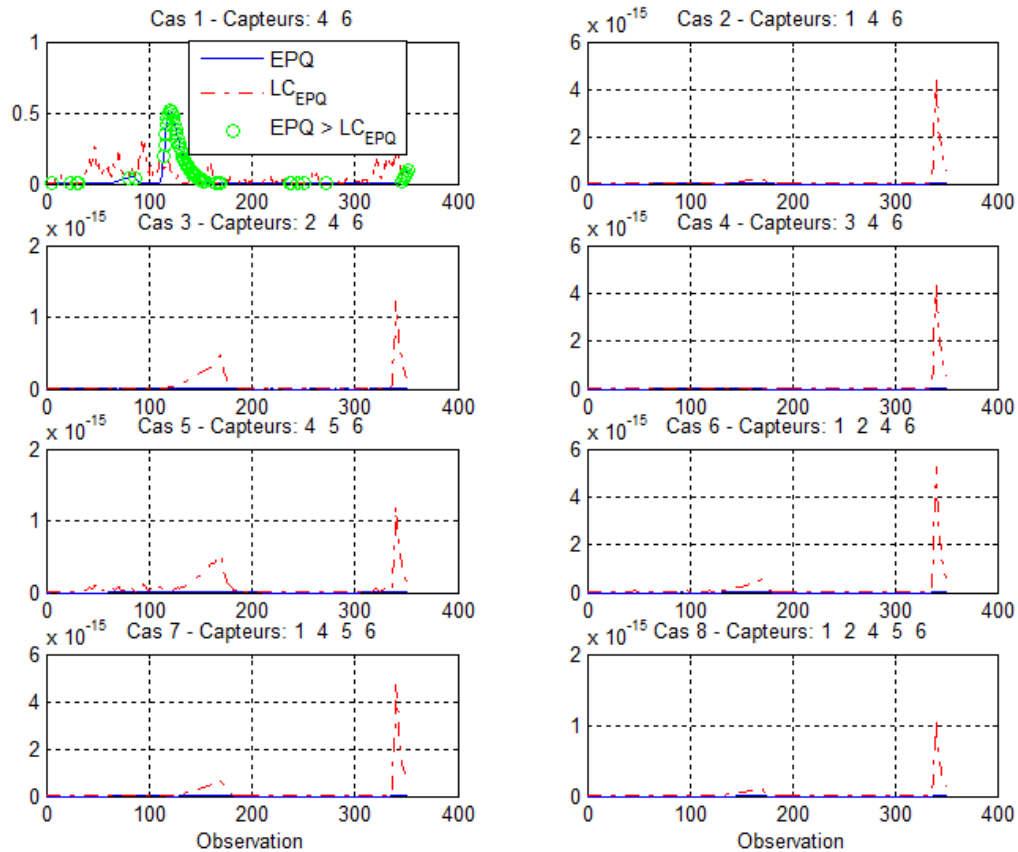 Cas 1 - Capteurs: 4 6
1
0.5
0
0 100 200 300 400
EPQ
LC_EPQ
EPQ > LC_EPQ
x 10^-15 Cas 2 - Capteurs: 1 4 6
6
4
2
0
0 100 200 300 400
x 10^-15 Cas 3 - Capteurs: 2 4 6
2
1
0
0 100 200 300 400
x 10^-15 Cas 4 - Capteurs: 3 4 6
6
4
2
0
0 100 200 300 400
x 10^-15 Cas 5 - Capteurs: 4 5 6
2
1
0
0 100 200 300 400
x 10^-15 Cas 6 - Capteurs: 1 2 4 6
6
4
2
0
0 100 200 300 400
x 10^-15 Cas 7 - Capteurs: 1 4 5 6
6
4
2
0
0 100 200 300 400
Observation
x 10^-15 Cas 8 - Capteurs: 1 2 4 5 6
2
1
0
0 100 200 300 400
Observation